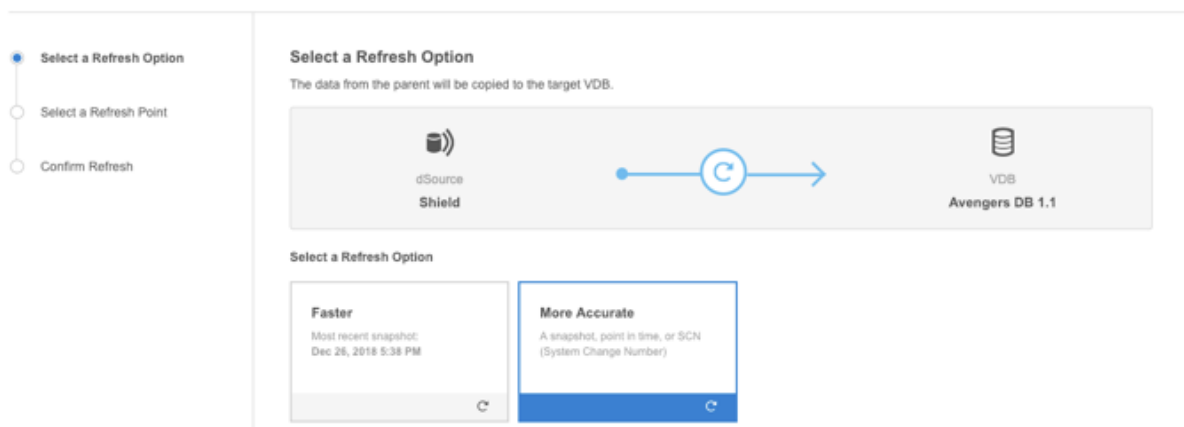 Select a Refresh Option
Select a Refresh Point
Confirm Refresh
Select a Refresh Option
The data from the parent will be copied to the target VDB.
dSource
Shield
VDB
Avengers DB 1.1
Select a Refresh Option
Faster
Most recent snapshot:
Dec 26, 2018 5:38 PM
More Accurate
A snapshot, point in time, or SCN
(System Change Number)